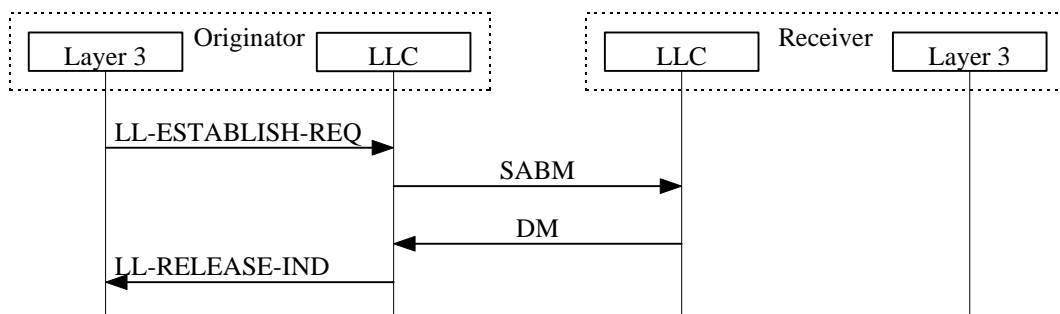 Originator
Receiver
Layer 3
LLC
LLC
Layer 3
LL-ESTABLISH-REQ
SABM
DM
LL-RELEASE-IND